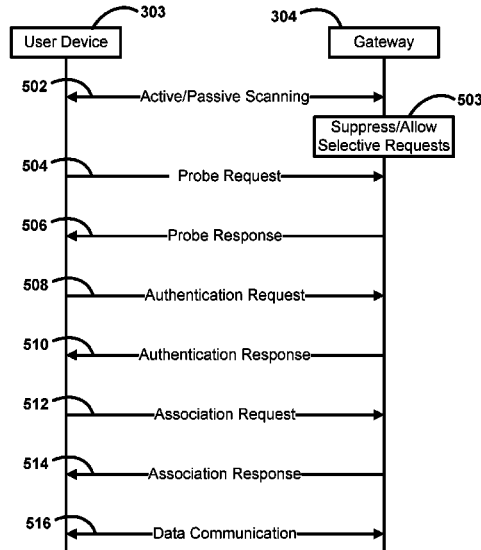 303
304
User Device
Gateway
502
Active/Passive Scanning
503
Suppress/Allow
Selective Requests
504
Probe Request
506
Probe Response
508
Authentication Request
510
Authentication Response
512
Association Request
514
Association Response
516
Data Communication